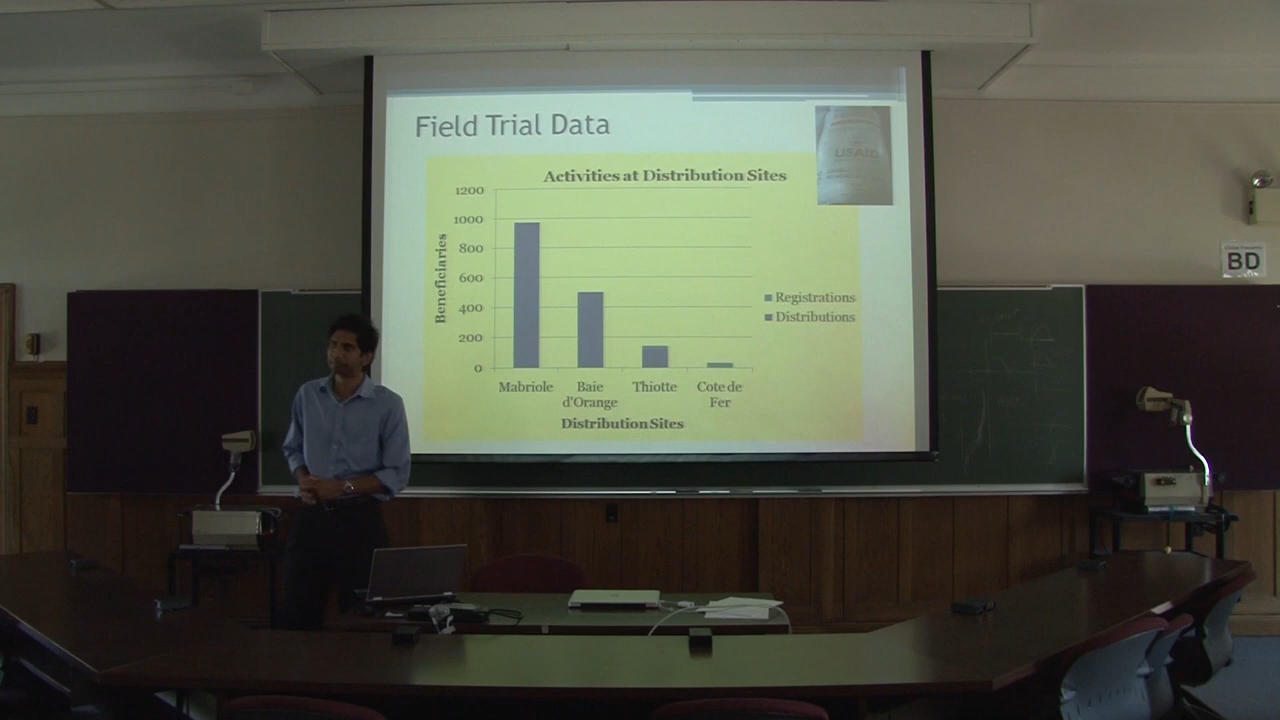 Field Trial Data
USAID
Activities at Distribution Sites
1200
1000
800
600
400
200
0
Beneficiaries
Registrations
Distributions
Mabriole
Baie
d'Orange
Thiotte
Cote de
Fer
Distribution Sites
BD